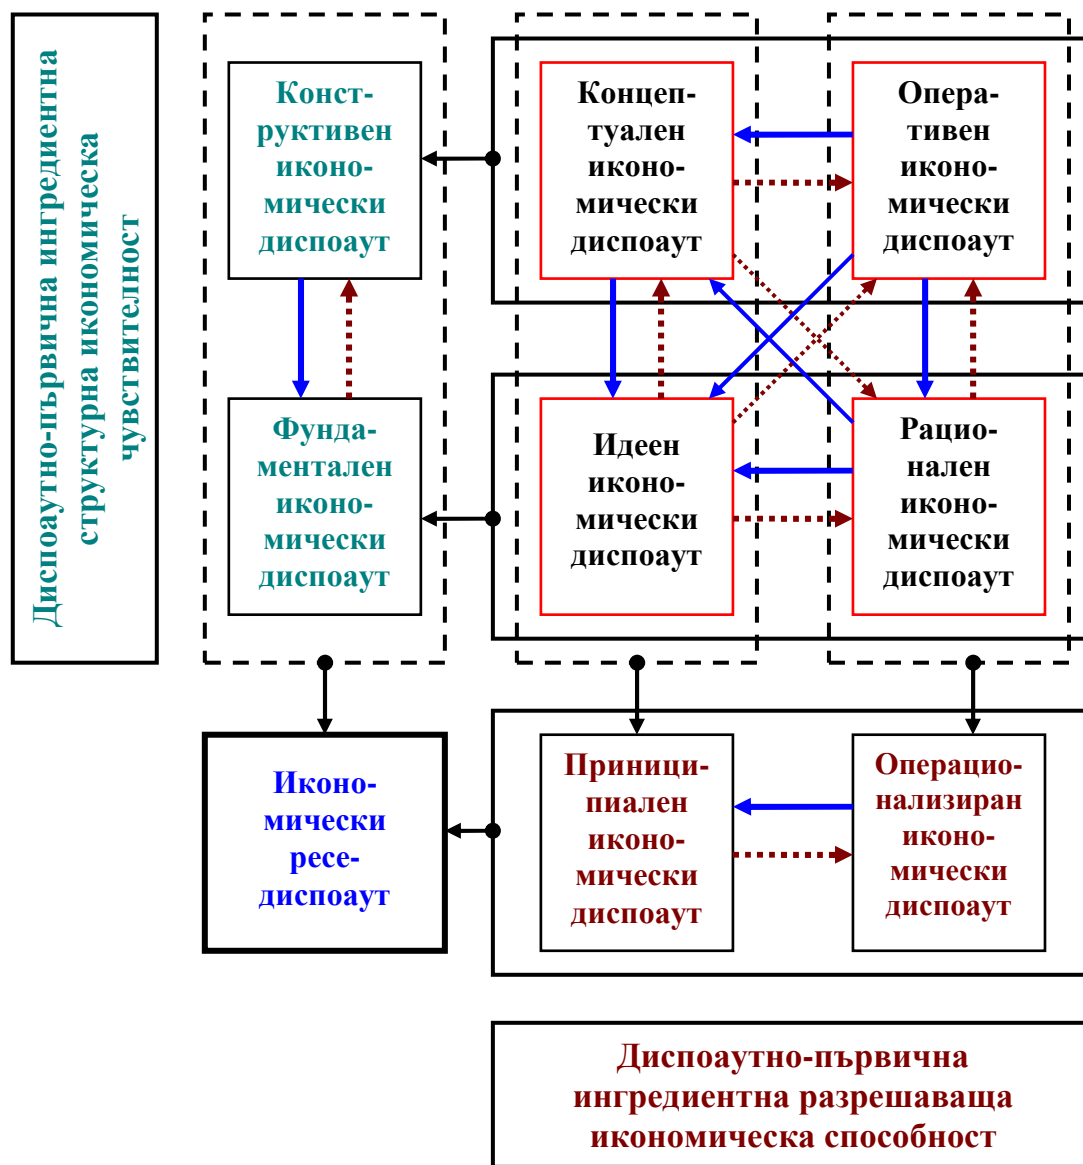 Диспоаутно-първична ингредиентна
структурна икономическа
чувствителност
Конст-
руктивен
иконо-
мически
диспоаут
Концеп-
туален
иконо-
мически
диспоаут
Опера-
тивен
иконо-
мически
диспоаут
Фунда-
ментален
иконо-
мически
диспоаут
Идеен
иконо-
мически
диспоаут
Рацио-
нален
иконо-
мически
диспоаут
Иконо-
мически
ресе-
диспоаут
Приници-
пиален
иконо-
мически
диспоаут
Операцио-
нализиран
иконо-
мически
диспоаут
Диспоаутно-първична
ингредиентна разрешаваща
икономическа способност